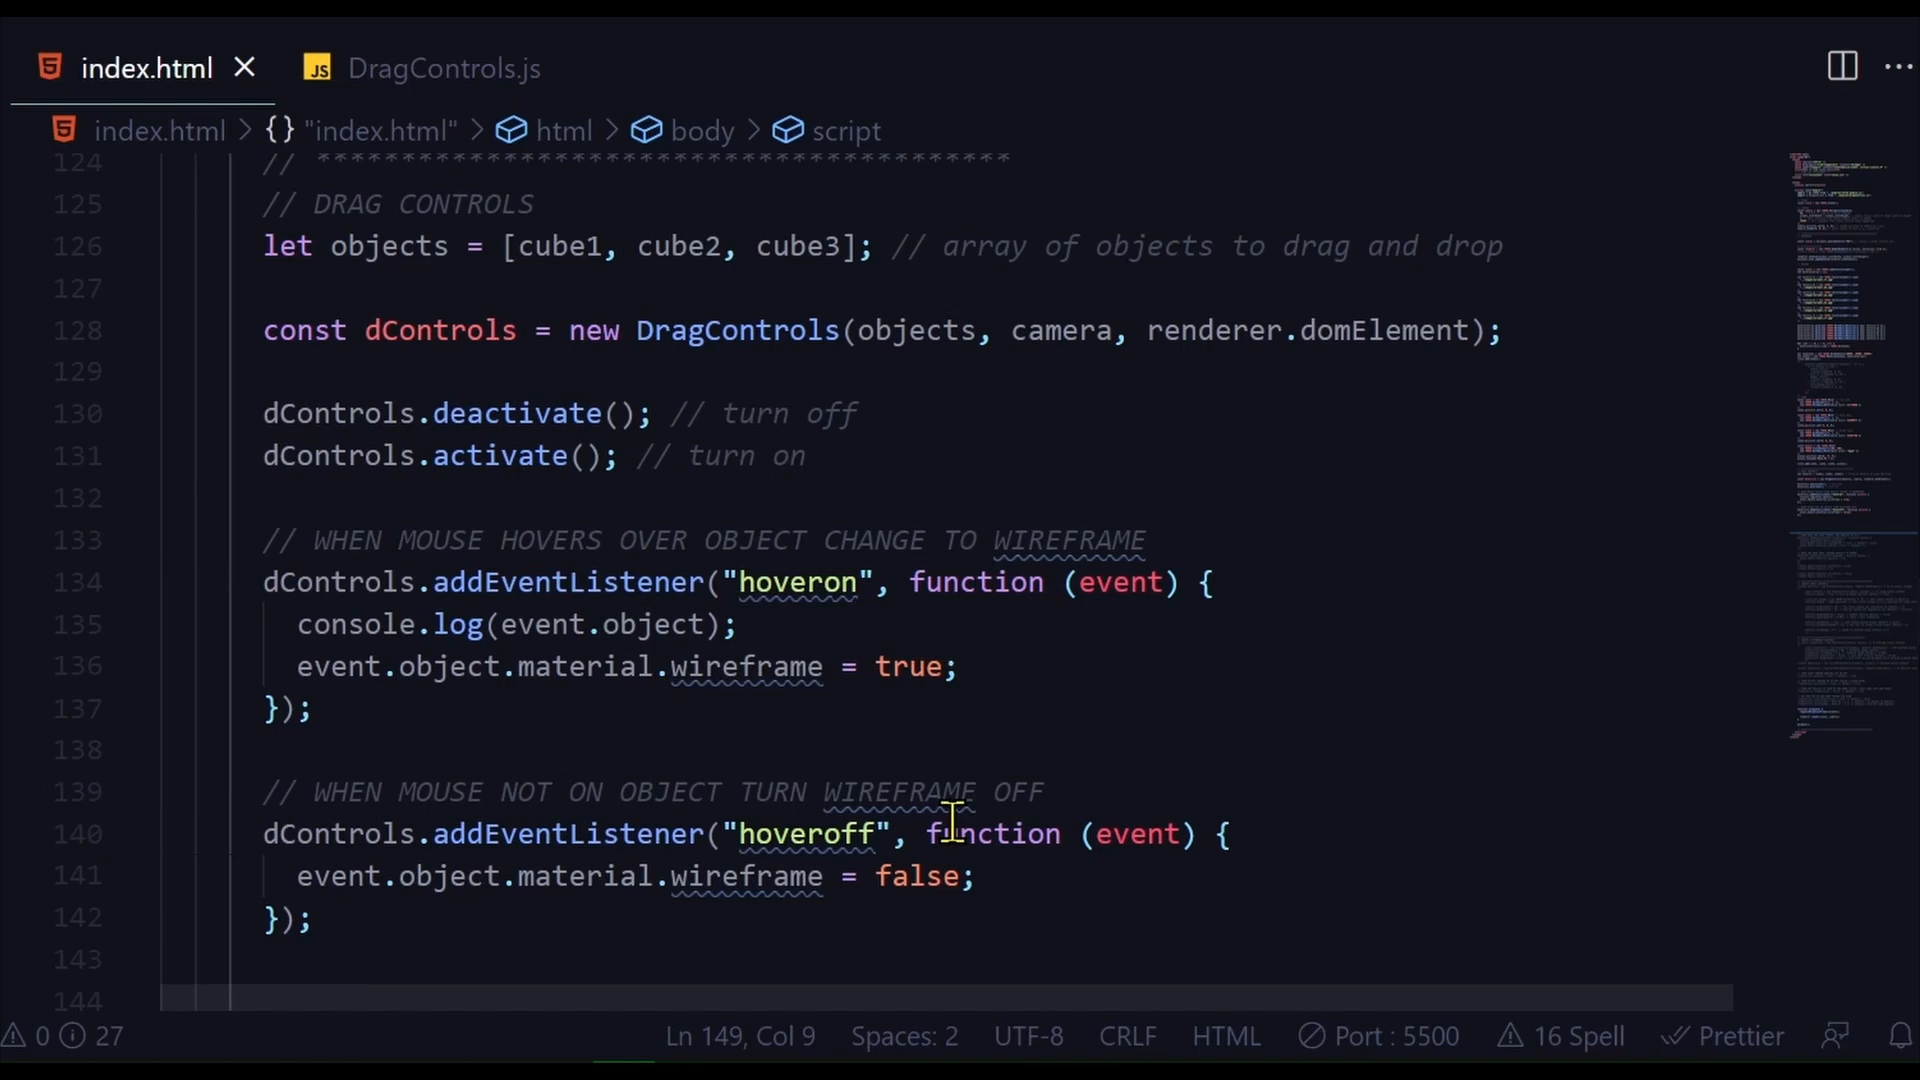 index.html
JS DragControls.js
index.html > {} "index.html" > html > body > script
124 // *****************************************
125 // DRAG CONTROLS
126 let objects = [cube1, cube2, cube3]; // array of objects to drag and drop
127
128 const dControls = new DragControls(objects, camera, renderer.domElement);
129
130 dControls.deactivate(); // turn off
131 dControls.activate(); // turn on
132
133 // WHEN MOUSE HOVERS OVER OBJECT CHANGE TO WIREFRAME
134 dControls.addEventListener("hoveron", function (event) {
135 console.log(event.object);
136 event.object.material.wireframe = true;
137 });
138
139 // WHEN MOUSE NOT ON OBJECT TURN WIREFRAME OFF
140 dControls.addEventListener("hoveroff", function (event) {
141 event.object.material.wireframe = false;
142 });
143
144
0 27 Ln 149, Col 9 Spaces: 2 UTF-8 CRLF HTML Port : 5500 16 Spell Prettier